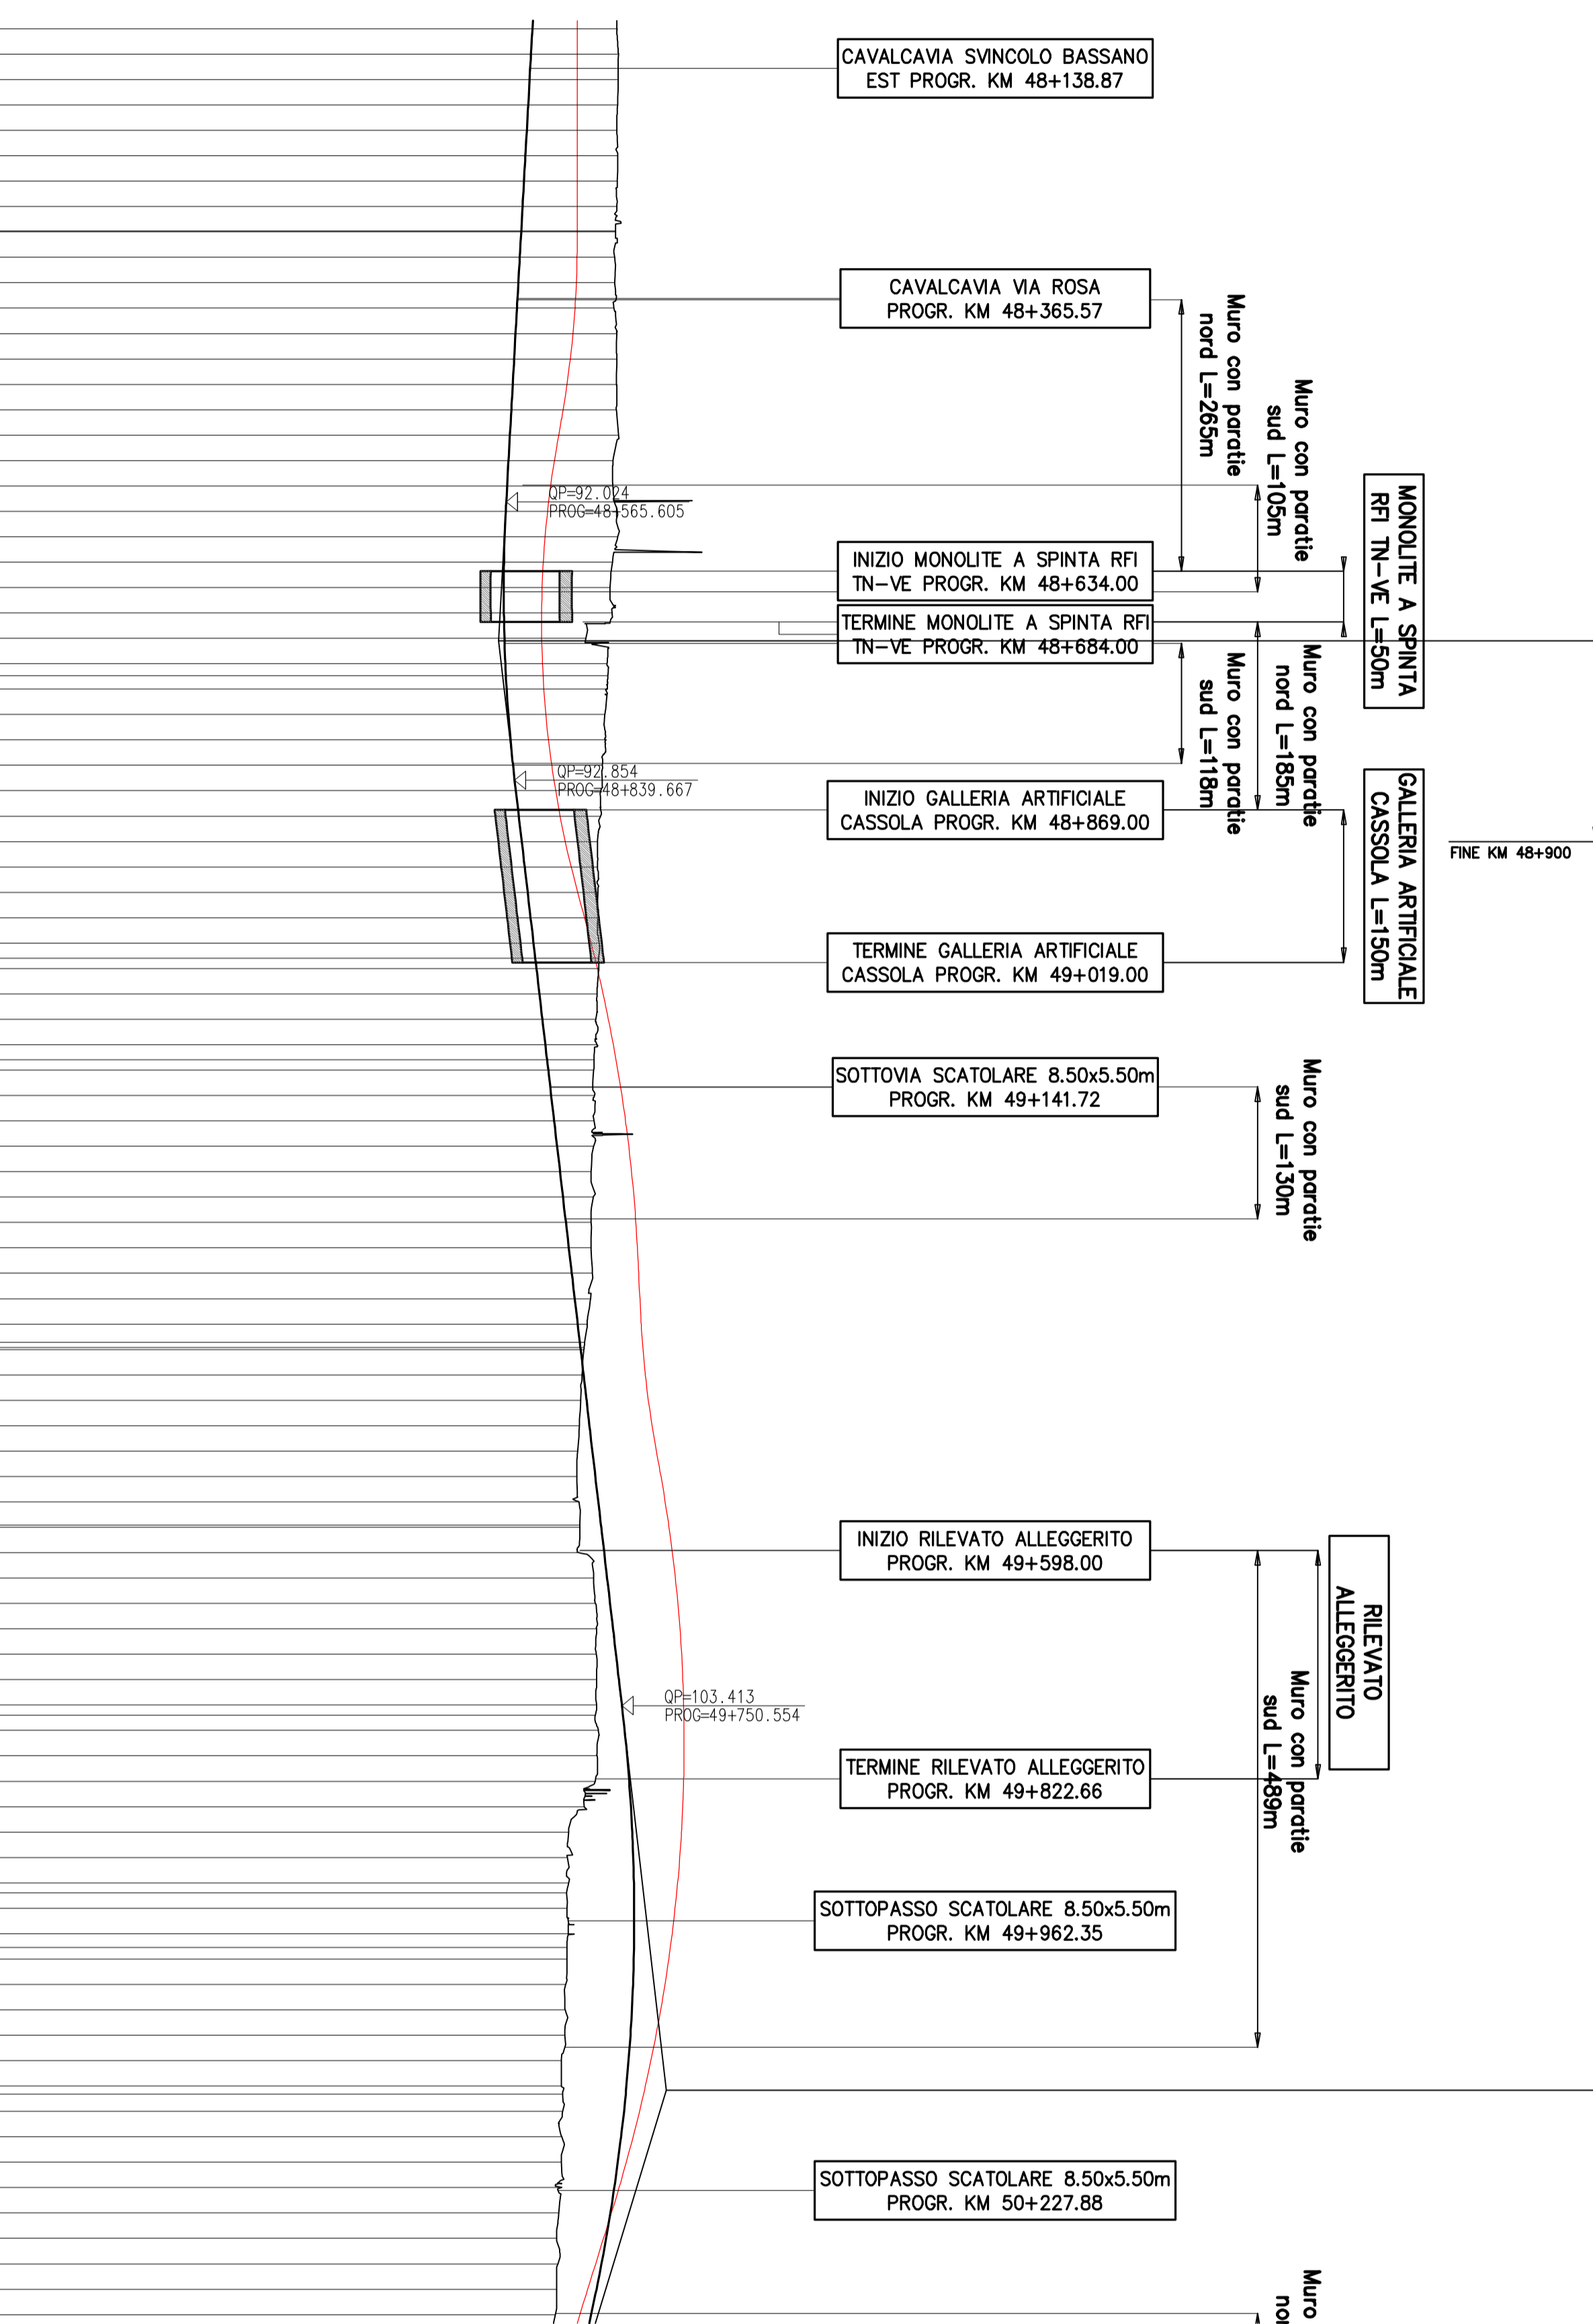 CAVALCAVIA SVINCOLO BASSANO
EST PROGR. KM 48+138.87
CAVALCAVIA VIA ROSA
PROGR. KM 48+365.57
Muro con paratie
nord L=265m
Muro con paratie
sud L=105m
MONOLITE A SPINTA
RFI TN-VE L=50m
QP=92.024
PROG=48+565.605
INIZIO MONOLITE A SPINTA RFI
TN-VE PROGR. KM 48+634.00
TERMINE MONOLITE A SPINTA RFI
TN-VE PROGR. KM 48+684.00
Muro con paratie
sud L=118m
Muro con paratie
nord L=185m
GALLERIA ARTIFICIALE
CASSOLA L=150m
QP=92.854
PROG=48+839.667
INIZIO GALLERIA ARTIFICIALE
CASSOLA PROGR. KM 48+869.00
FINE KM 48+900
TERMINE GALLERIA ARTIFICIALE
CASSOLA PROGR. KM 49+019.00
SOTTOVIA SCATOLARE 8.50x5.50m
PROGR. KM 49+141.72
Muro con paratie
sud L=130m
INIZIO RILEVATO ALLEGGERITO
PROGR. KM 49+598.00
RILEVATO
ALLEGGERITO
Muro con paratie
sud L=489m
QP=103.413
PROG=49+750.554
TERMINE RILEVATO ALLEGGERITO
PROGR. KM 49+822.66
SOTTOPASSO SCATOLARE 8.50x5.50m
PROGR. KM 49+962.35
SOTTOPASSO SCATOLARE 8.50x5.50m
PROGR. KM 50+227.88
Muro